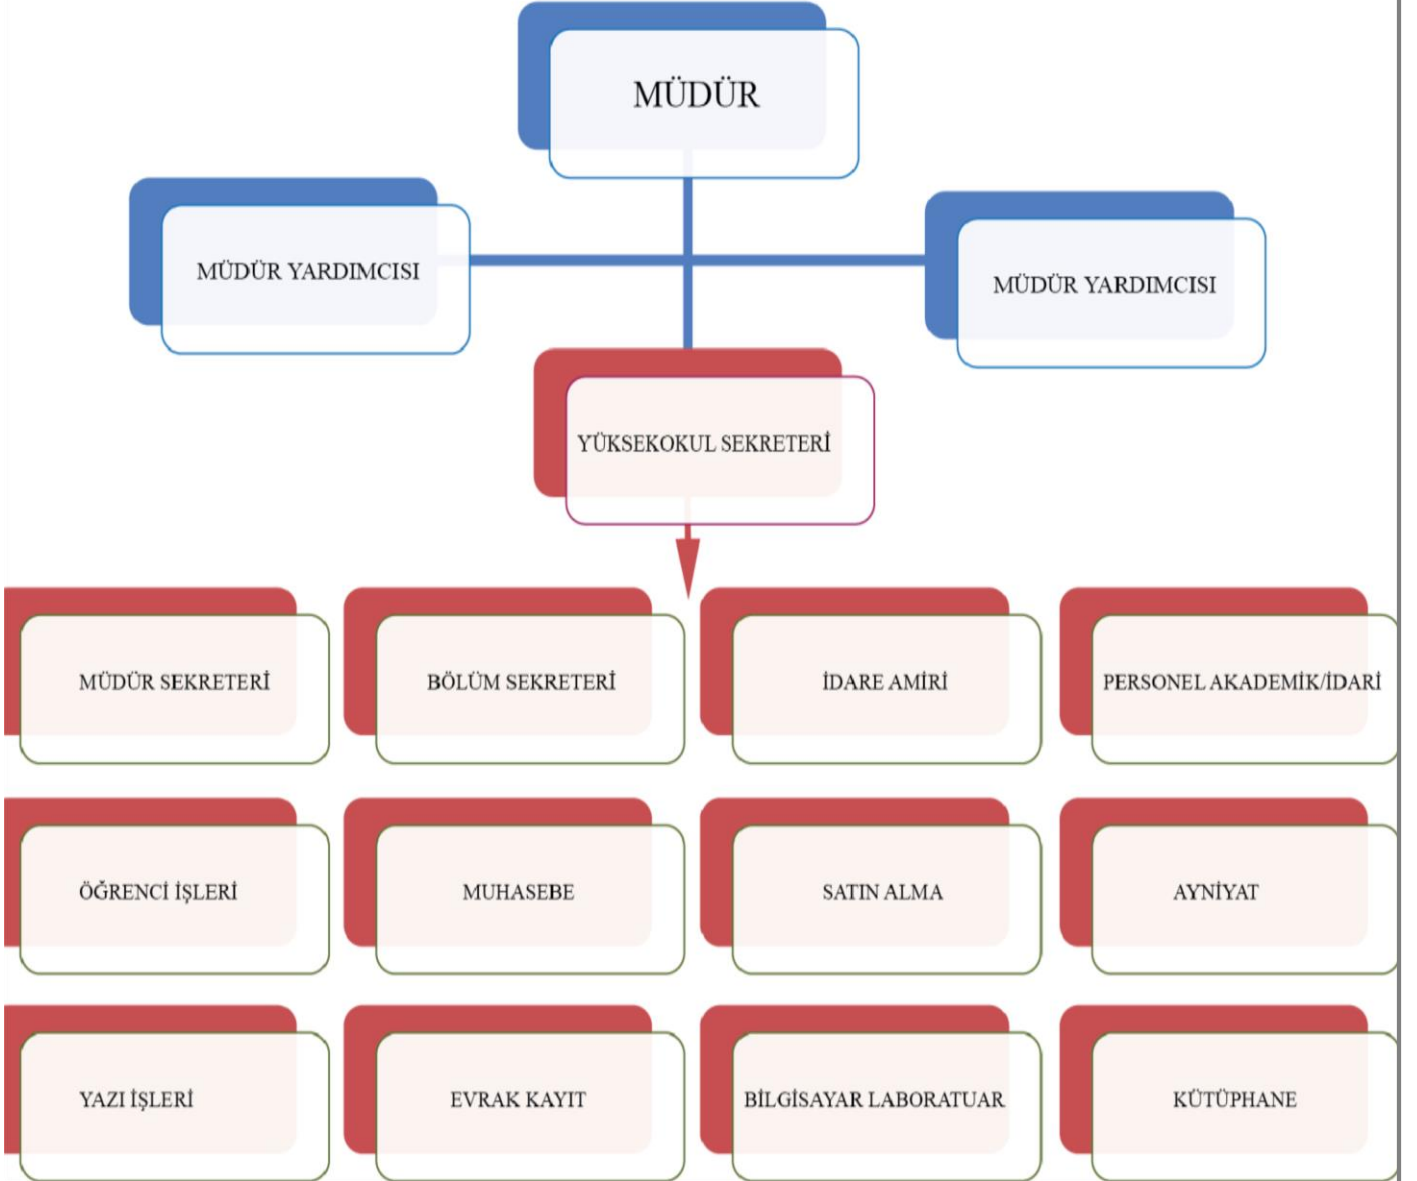 MÜDÜR
MÜDÜR YARDIMCISI
MÜDÜR YARDIMCISI
YÜKSEKOKUL SEKRETERİ
MÜDÜR SEKRETERİ
BÖLÜM SEKRETERİ
İDARE AMİRİ
PERSONEL AKADEMİK/İDARİ
ÖĞRENCİ İŞLERİ
MUHASEBE
SATIN ALMA
AYNİYAT
YAZI İŞLERİ
EVRAK KAYIT
BİLGİSAYAR LABORATUAR
KÜTÜPHANE